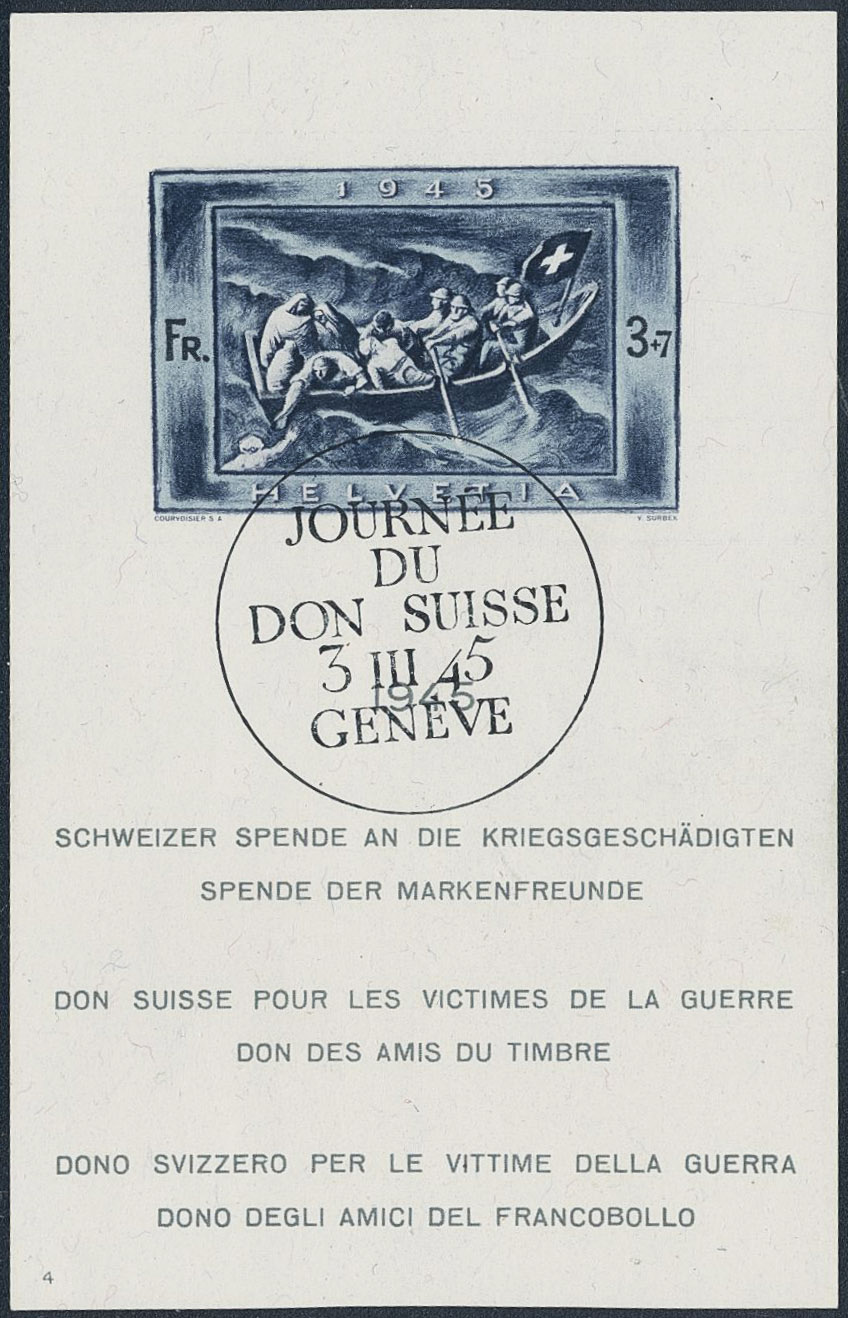 1945
FR. 3+7
HELVETIA
COURVOISIER S A V. SURBEK
JOURNÉE
DU
DON SUISSE
3 III 45
1945
GENÈVE
SCHWEIZER SPENDE AN DIE KRIEGSGESCHÄDIGTEN
SPENDE DER MARKENFREUNDE
DON SUISSE POUR LES VICTIMES DE LA GUERRE
DON DES AMIS DU TIMBRE
DONO SVIZZERO PER LE VITTIME DELLA GUERRA
DONO DEGLI AMICI DEL FRANCOBOLLO
4